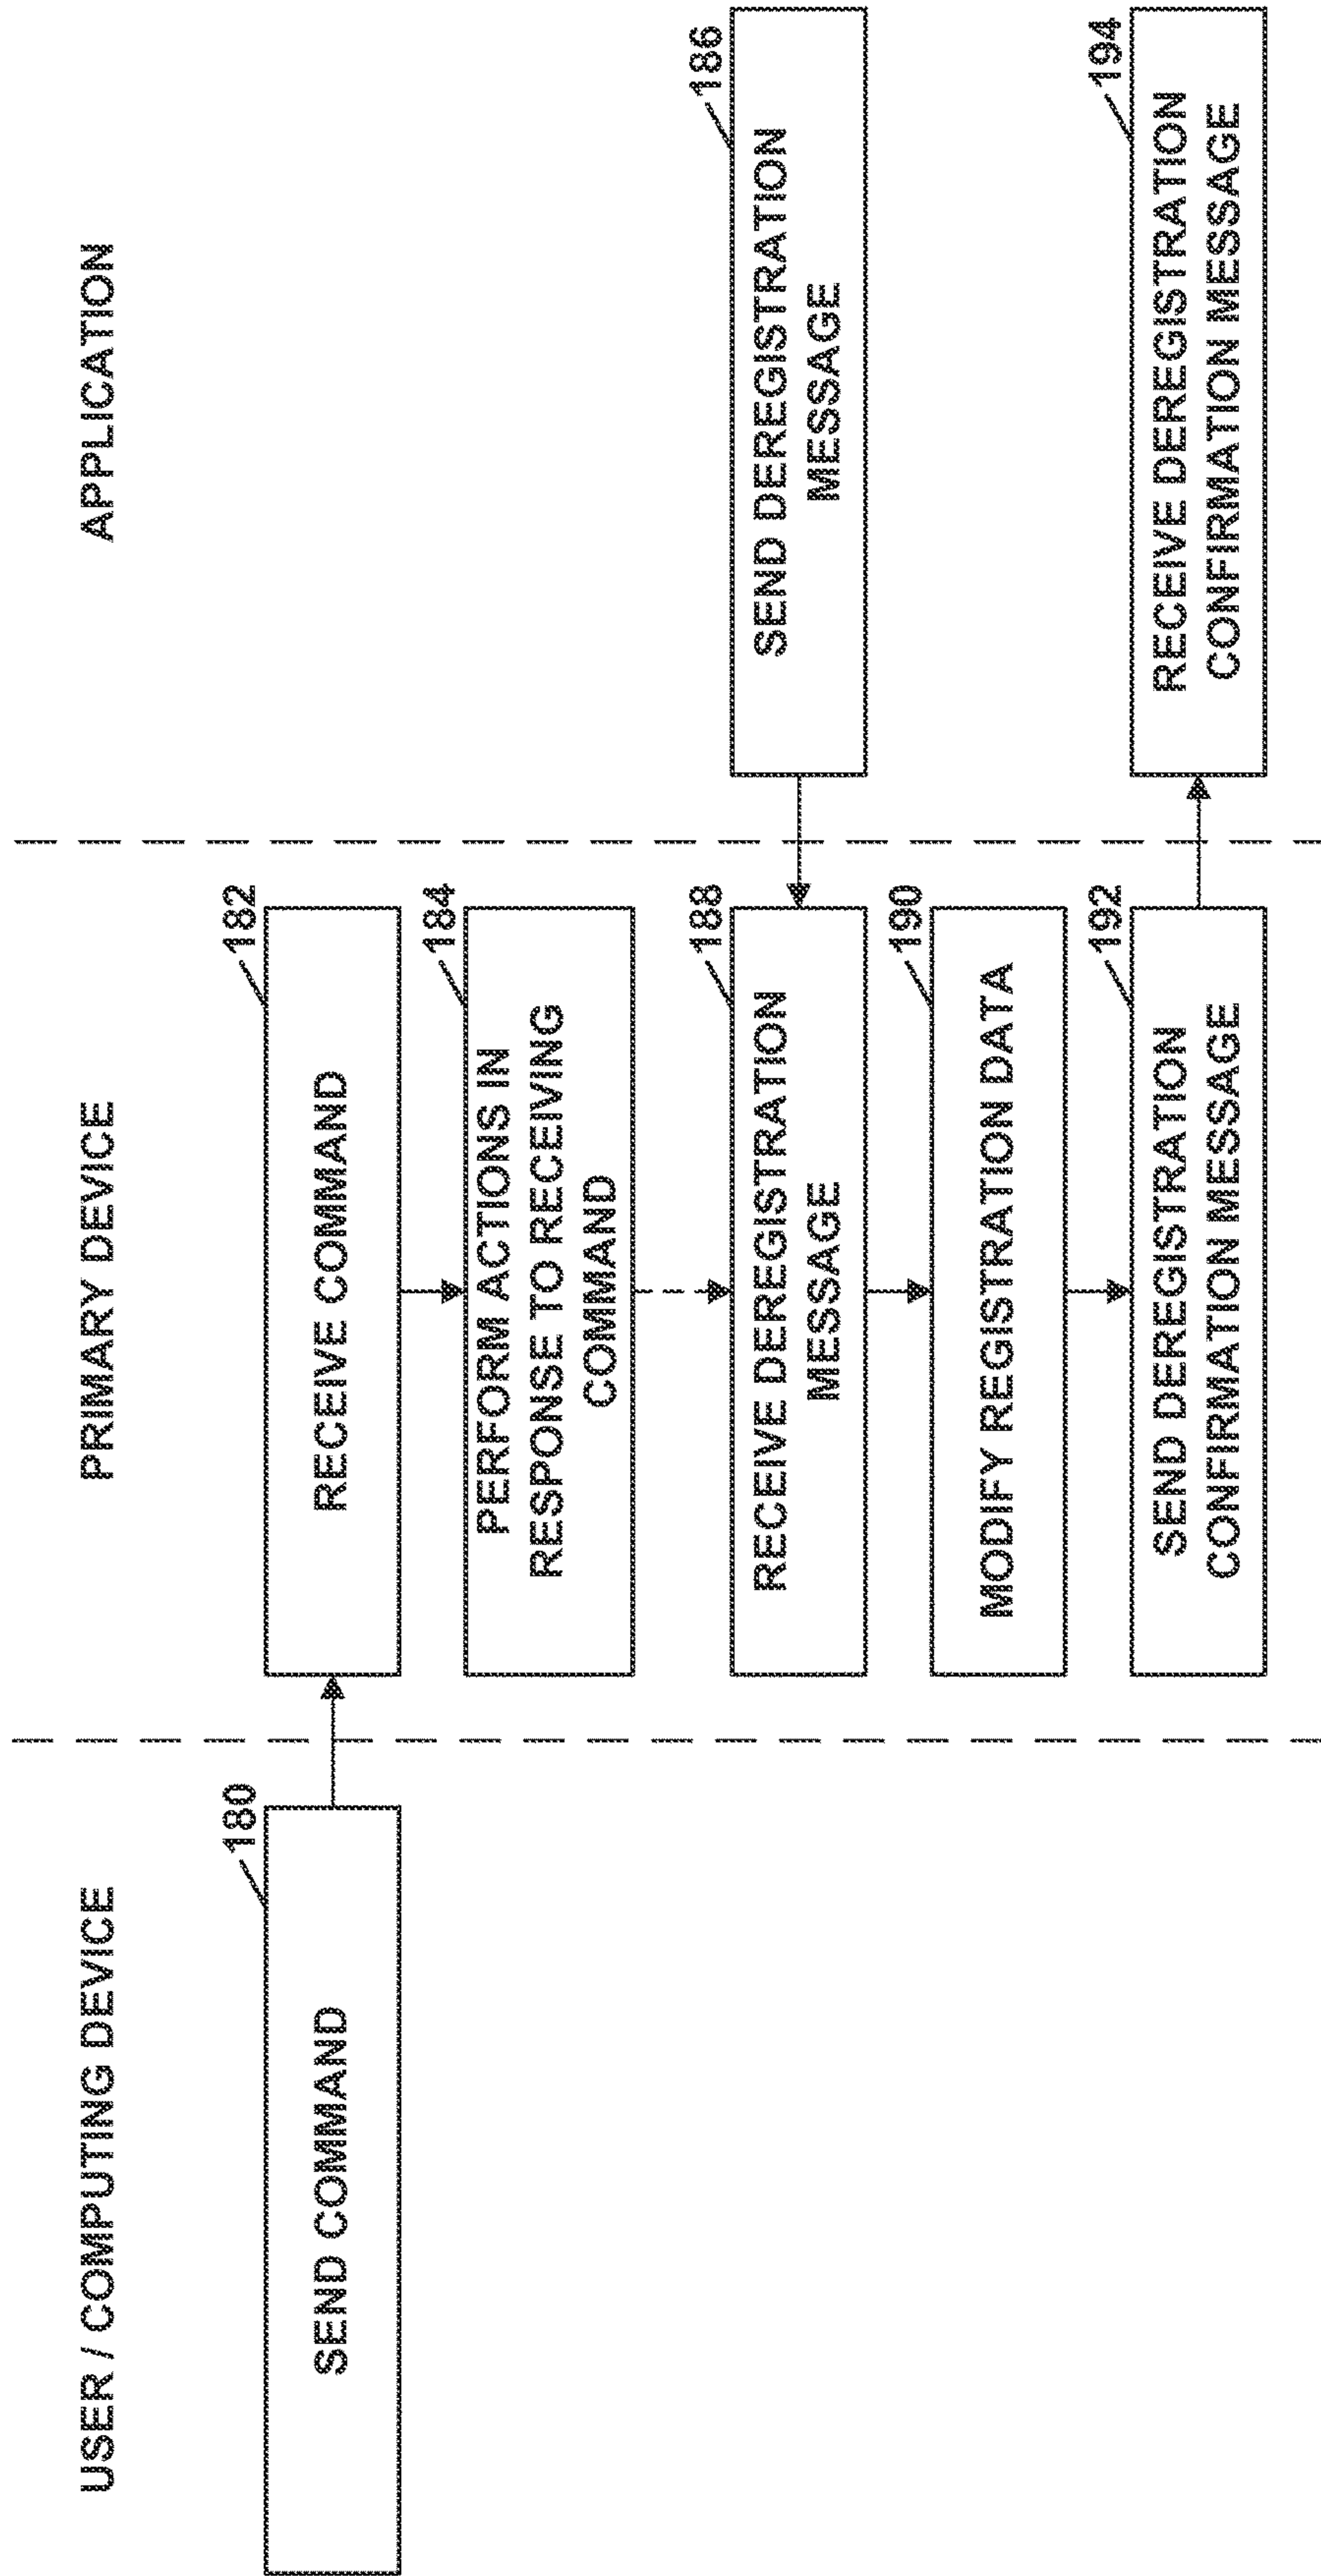 USER / COMPUTING DEVICE
PRIMARY DEVICE
APPLICATION
180
SEND COMMAND
182
RECEIVE COMMAND
184
PERFORM ACTIONS IN
RESPONSE TO RECEIVING
COMMAND
186
SEND DEREGISTRATION
MESSAGE
188
RECEIVE DEREGISTRATION
MESSAGE
190
MODIFY REGISTRATION DATA
192
SEND DEREGISTRATION
CONFIRMATION MESSAGE
194
RECEIVE DEREGISTRATION
CONFIRMATION MESSAGE